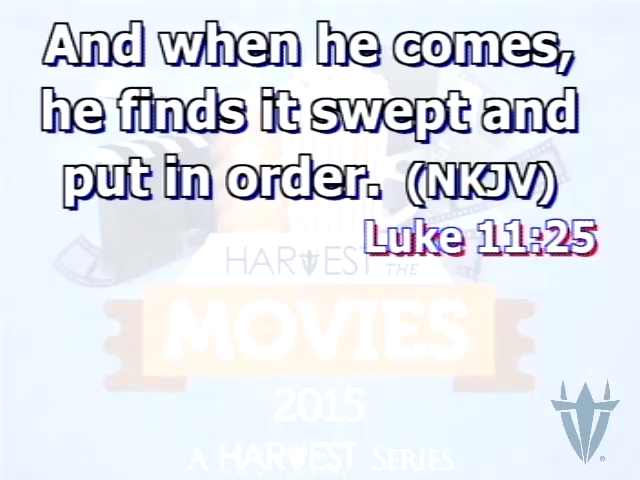 And when he comes,
he finds it swept and
put in order. (NKJV)
Luke 11:25
HARVEST THE
MOVIES
2015
A HARVEST SERIES